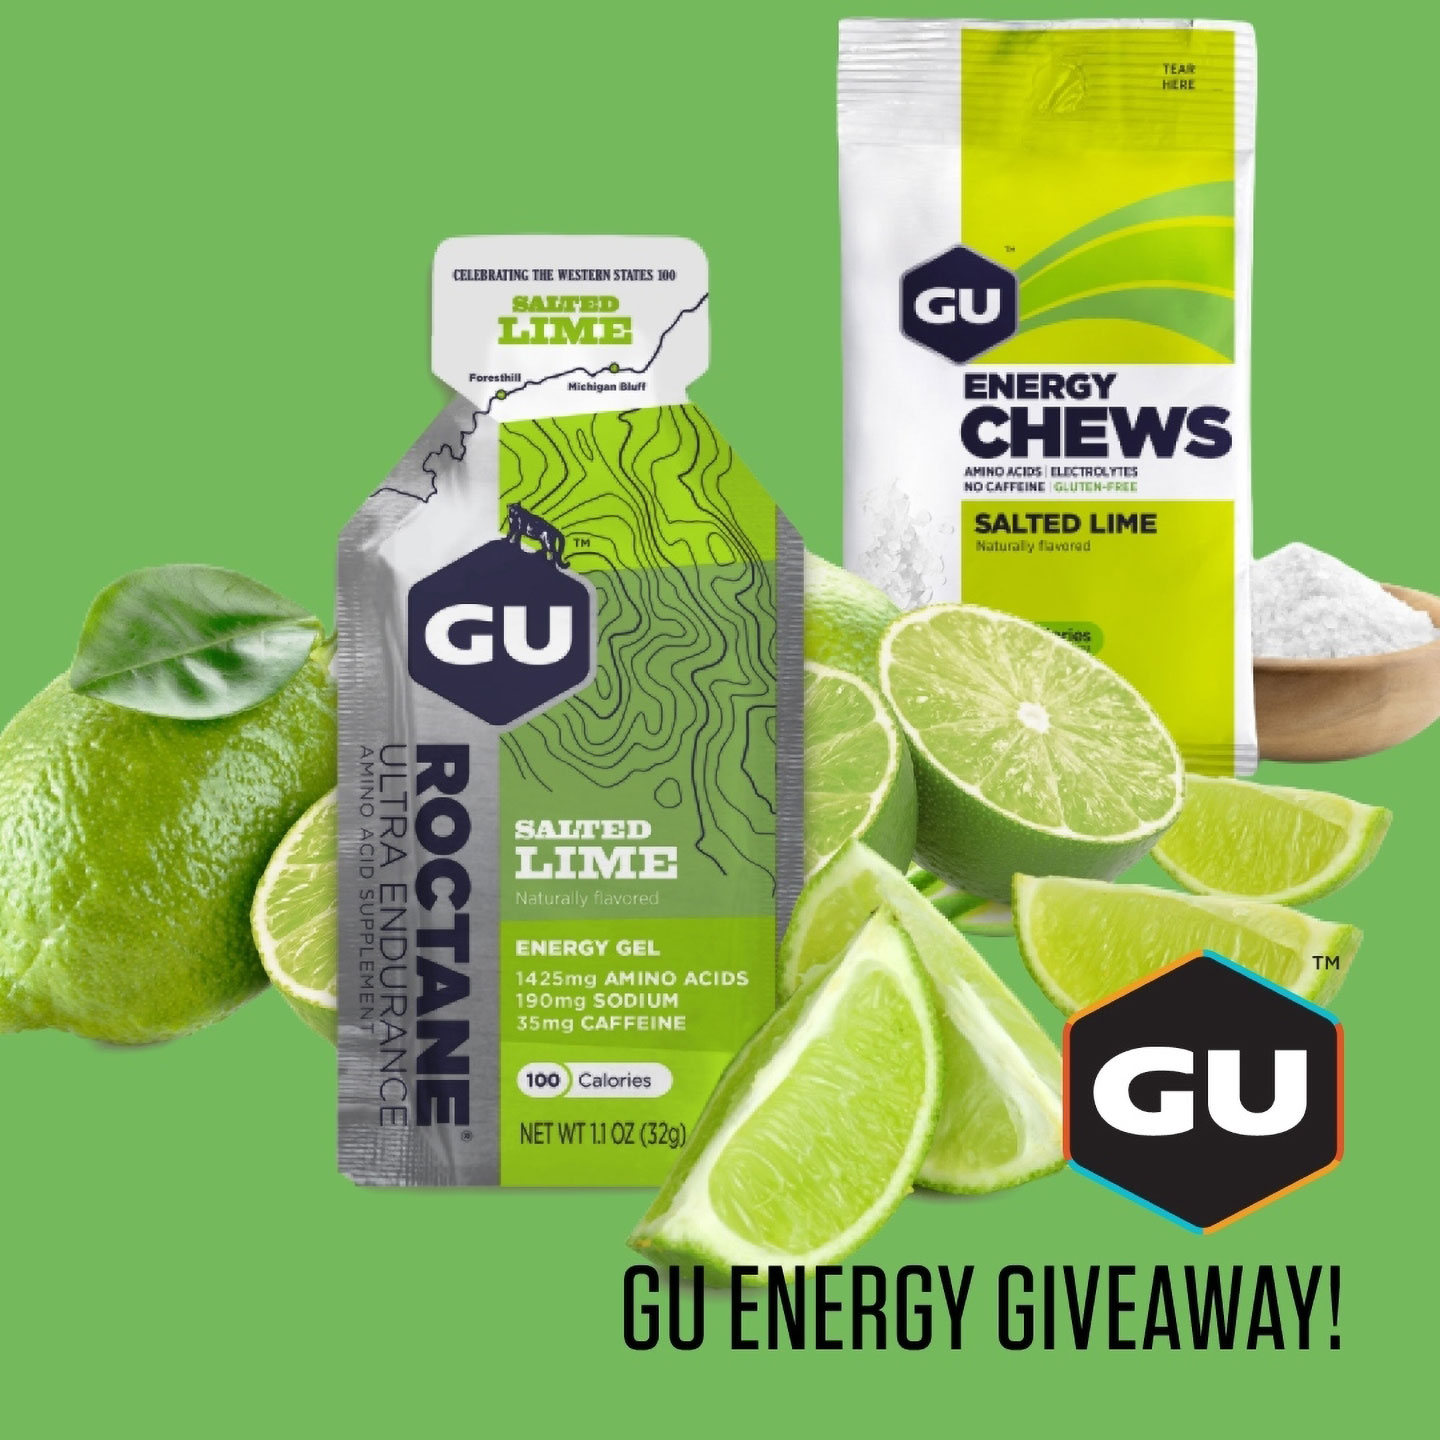 TEAR
HERE
CELEBRATING THE WESTERN STATES 100
SALTED
LIME
Foresthill
Michigan Bluff
GU
TM
ENERGY
CHEWS
AMINO ACIDS | ELECTROLYTES
NO CAFFEINE | GLUTEN-FREE
SALTED LIME
Naturally flavored
GU
TM
ROCTANE®
ULTRA ENDURANCE
AMINO ACID SUPPLEMENT
SALTED
LIME
Naturally flavored
ENERGY GEL
1425mg AMINO ACIDS
190mg SODIUM
35mg CAFFEINE
100 Calories
NET WT 1.1 OZ (32g)
GU
TM
GU ENERGY GIVEAWAY!